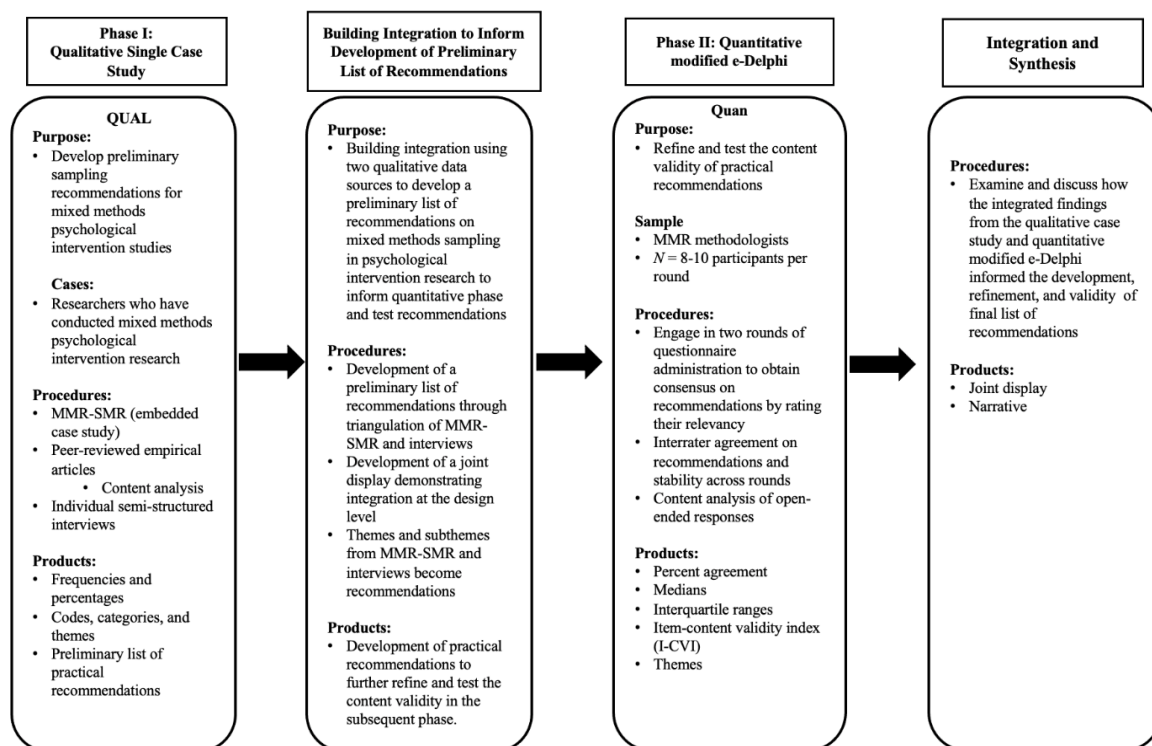 Phase I:
Qualitative Single Case
Study
QUAL
Purpose:
• Develop preliminary
sampling
recommendations for
mixed methods
psychological
intervention studies
Cases:
• Researchers who have
conducted mixed methods
psychological
intervention research
Procedures:
• MMR-SMR (embedded
case study)
• Peer-reviewed empirical
articles
• Content analysis
• Individual semi-structured
interviews
Products:
• Frequencies and
percentages
• Codes, categories, and
themes
• Preliminary list of
practical
recommendations
Building Integration to Inform
Development of Preliminary
List of Recommendations
Purpose:
• Building integration using
two qualitative data
sources to develop a
preliminary list of
recommendations on
mixed methods sampling
in psychological
intervention research to
inform quantitative phase
and test recommendations
Procedures:
• Development of a
preliminary list of
recommendations through
triangulation of MMR-
SMR and interviews
• Development of a joint
display demonstrating
integration at the design
level
• Themes and subthemes
from MMR-SMR and
interviews become
recommendations
Products:
• Development of practical
recommendations to
further refine and test the
content validity in the
subsequent phase.
Phase II: Quantitative
modified e-Delphi
Quan
Purpose:
• Refine and test the content
validity of practical
recommendations
Sample
• MMR methodologists
• N = 8-10 participants per
round
Procedures:
• Engage in two rounds of
questionnaire
administration to obtain
consensus on
recommendations by rating
their relevancy
• Interrater agreement on
recommendations and
stability across rounds
• Content analysis of open-
ended responses
Products:
• Percent agreement
• Medians
• Interquartile ranges
• Item-content validity index
(I-CVI)
• Themes
Integration and
Synthesis
Procedures:
• Examine and discuss how
the integrated findings
from the qualitative case
study and quantitative
modified e-Delphi
informed the development,
refinement, and validity of
final list of
recommendations
Products:
• Joint display
• Narrative